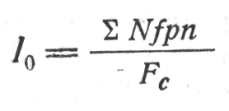 I₀ = Σ Nfpn / F_c